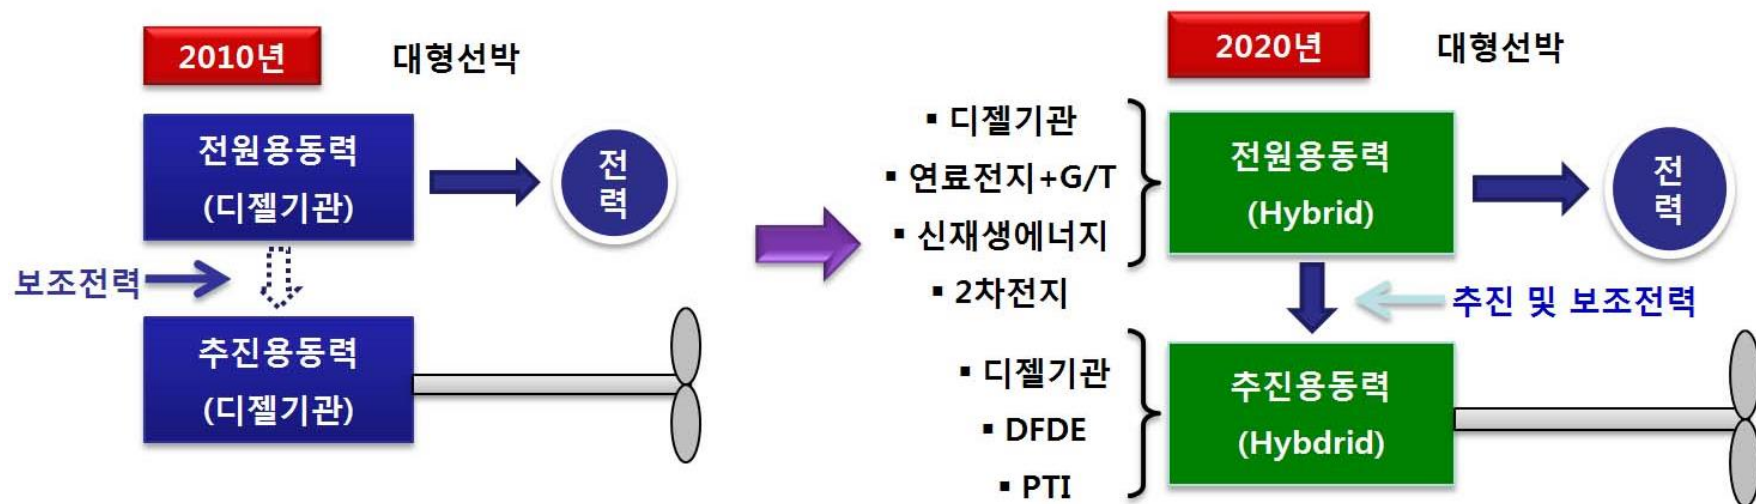 2010년
대형선박
전원용동력
(디젤기관)
전
력
보조전력
추진용동력
(디젤기관)
2020년
대형선박
▪ 디젤기관
▪ 연료전지+G/T
▪ 신재생에너지
▪ 2차전지
전원용동력
(Hybrid)
전
력
추진 및 보조전력
▪ 디젤기관
▪ DFDE
▪ PTI
추진용동력
(Hybdrid)